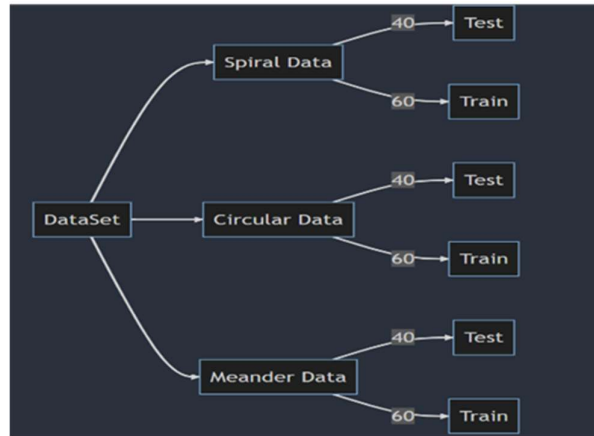 40
Test
Spiral Data
60
Train
40
Test
DataSet
Circular Data
60
Train
40
Test
Meander Data
60
Train